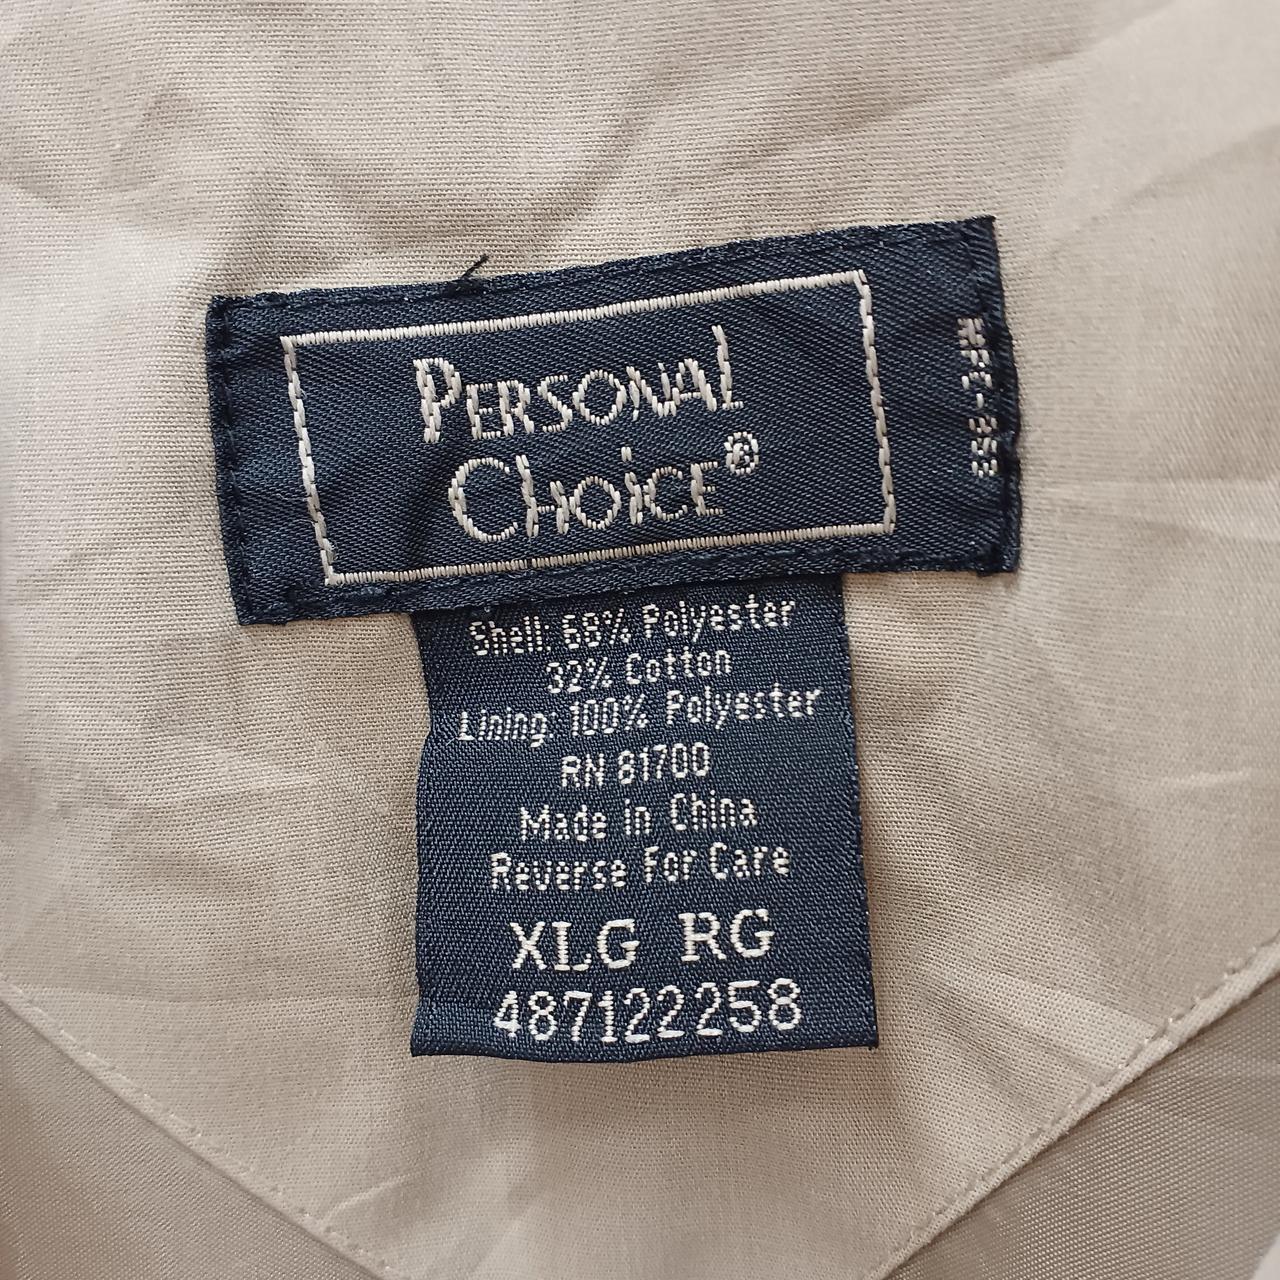 PERSONAL
CHOICE®
Shell: 68% Polyester
32% Cotton
Lining: 100% Polyester
RN 81700
Made in China
Reverse For Care
XLG RG
487122258